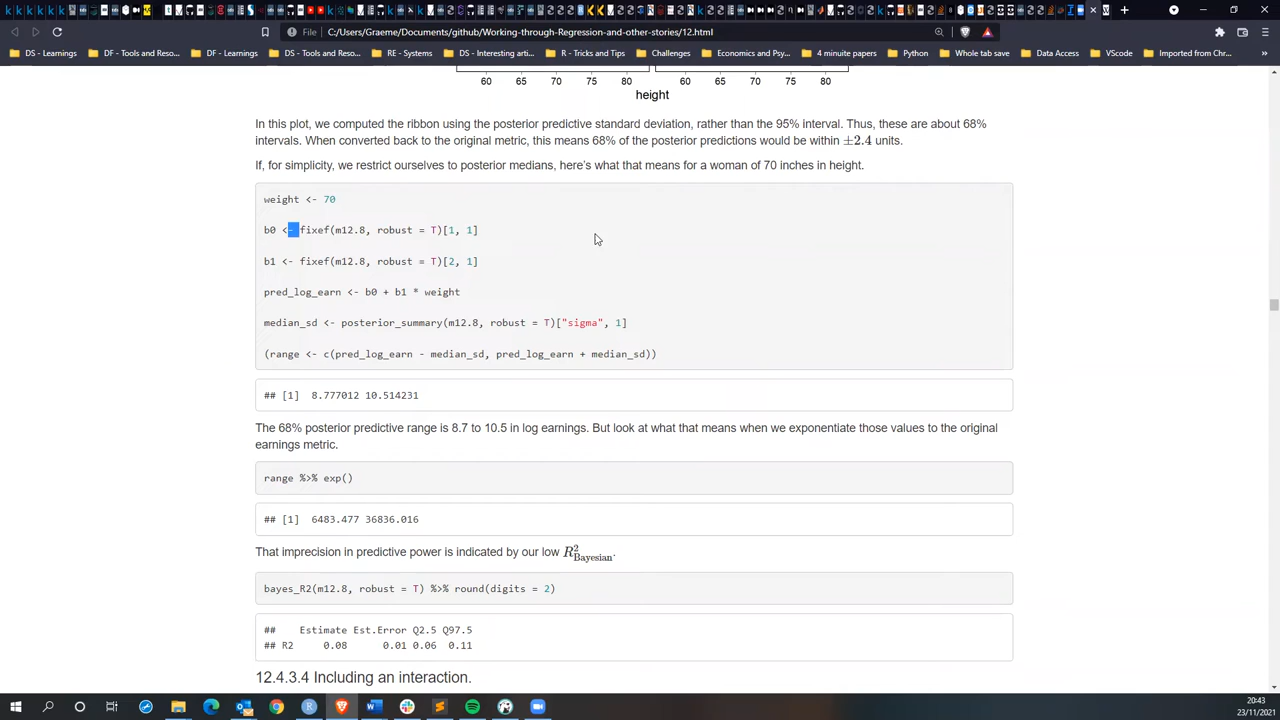 File
C:/Users/Graeme/Documents/github/Working-through-Regression-and-other-stories/12.html
DS - Learnings
DF - Tools and Reso...
DF - Learnings
DS - Tools and Reso...
RE - Systems
DS - Interesting arti...
R - Tricks and Tips
Challenges
Economics and Psy...
4 minuite papers
Python
Whole tab save
Data Access
VScode
Imported from Chr...
60 65 70 75 80 60 65 70 75 80
height
In this plot, we computed the ribbon using the posterior predictive standard deviation, rather than the 95% interval. Thus, these are about 68%
intervals. When converted back to the original metric, this means 68% of the posterior predictions would be within ±2.4 units.
If, for simplicity, we restrict ourselves to posterior medians, here's what that means for a woman of 70 inches in height.
weight <- 70
b0 <- fixef(m12.8, robust = T)[1, 1]
b1 <- fixef(m12.8, robust = T)[2, 1]
pred_log_earn <- b0 + b1 * weight
median_sd <- posterior_summary(m12.8, robust = T)["sigma", 1]
(range <- c(pred_log_earn - median_sd, pred_log_earn + median_sd))
## [1]  8.777012 10.514231
The 68% posterior predictive range is 8.7 to 10.5 in log earnings. But look at what that means when we exponentiate those values to the original
earnings metric.
range %>% exp()
## [1]  6483.477 36836.016
That imprecision in predictive power is indicated by our low R²Bayesian.
bayes_R2(m12.8, robust = T) %>% round(digits = 2)
##    Estimate Est.Error Q2.5 Q97.5
## R2     0.08      0.01 0.06  0.11
12.4.3.4 Including an interaction.
20:43
23/11/2021